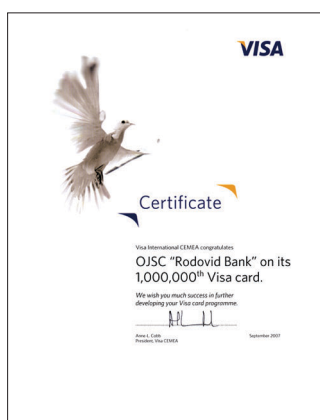 VISA
Certificate
Visa International CEMEA congratulates
OJSC "Rodovid Bank" on its
1,000,000th Visa card.
We wish you much success in further
developing your Visa card programme.
Anne L. Cobb
President, Visa CEMEA
September 2007